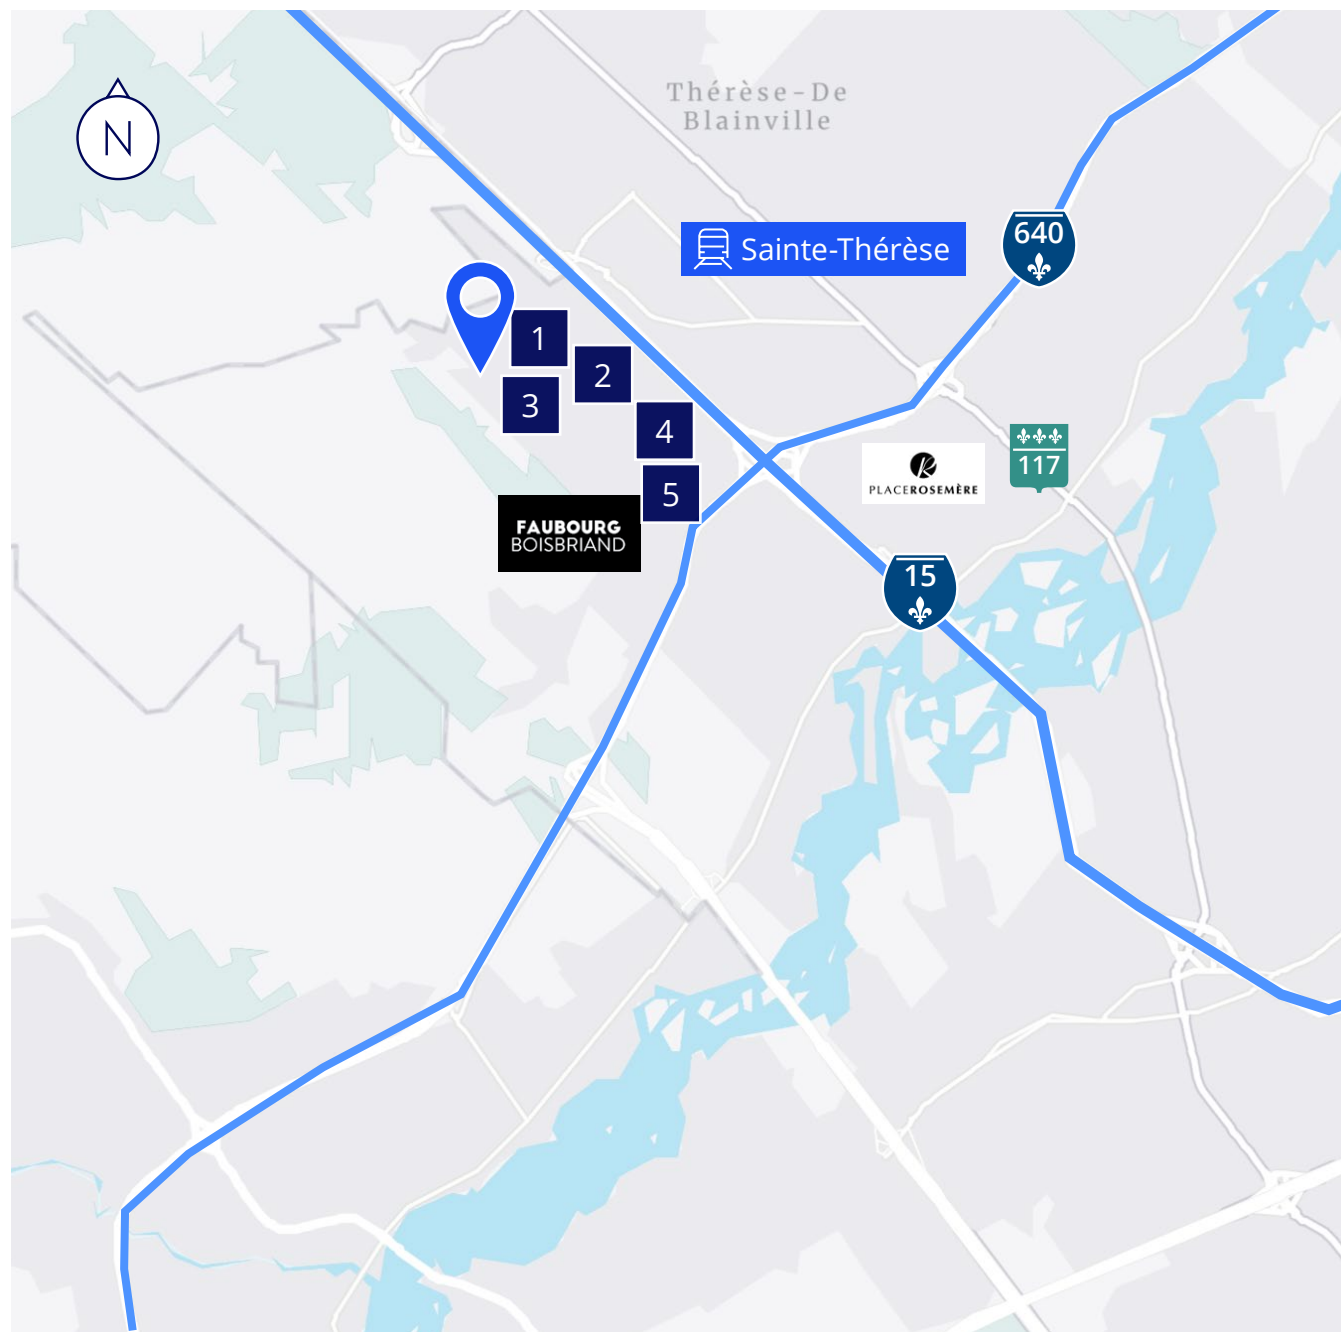 Thérèse-De
Blainville
N
640
Sainte-Thérèse
1
2
3
4
5
117
PLACEROSEMÈRE
FAUBOURG
BOISBRIAND
15